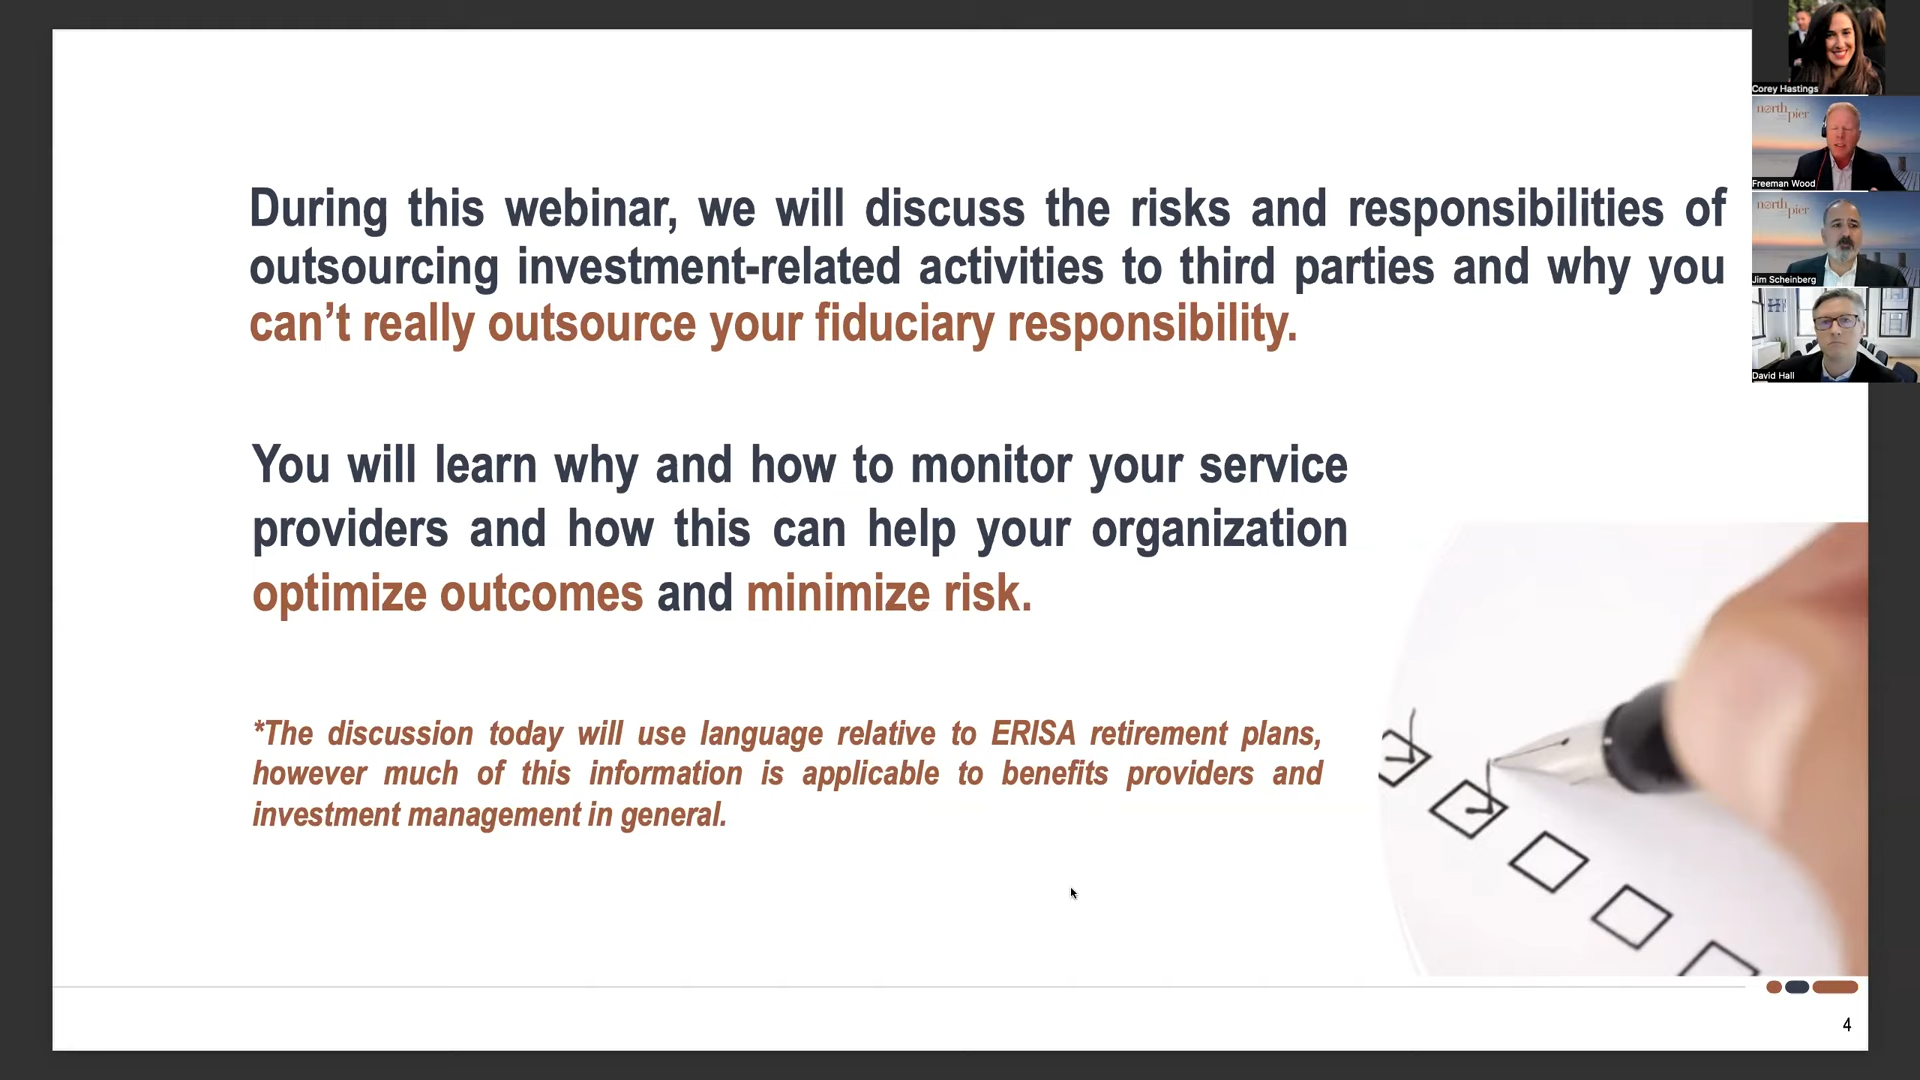 During this webinar, we will discuss the risks and responsibilities of
outsourcing investment-related activities to third parties and why you
can’t really outsource your fiduciary responsibility.
You will learn why and how to monitor your service
providers and how this can help your organization
optimize outcomes and minimize risk.
*The discussion today will use language relative to ERISA retirement plans,
however much of this information is applicable to benefits providers and
investment management in general.
4
Corey Hastings
north
pier
Freeman Wood
north
pier
Jim Scheinberg
H
David Hall